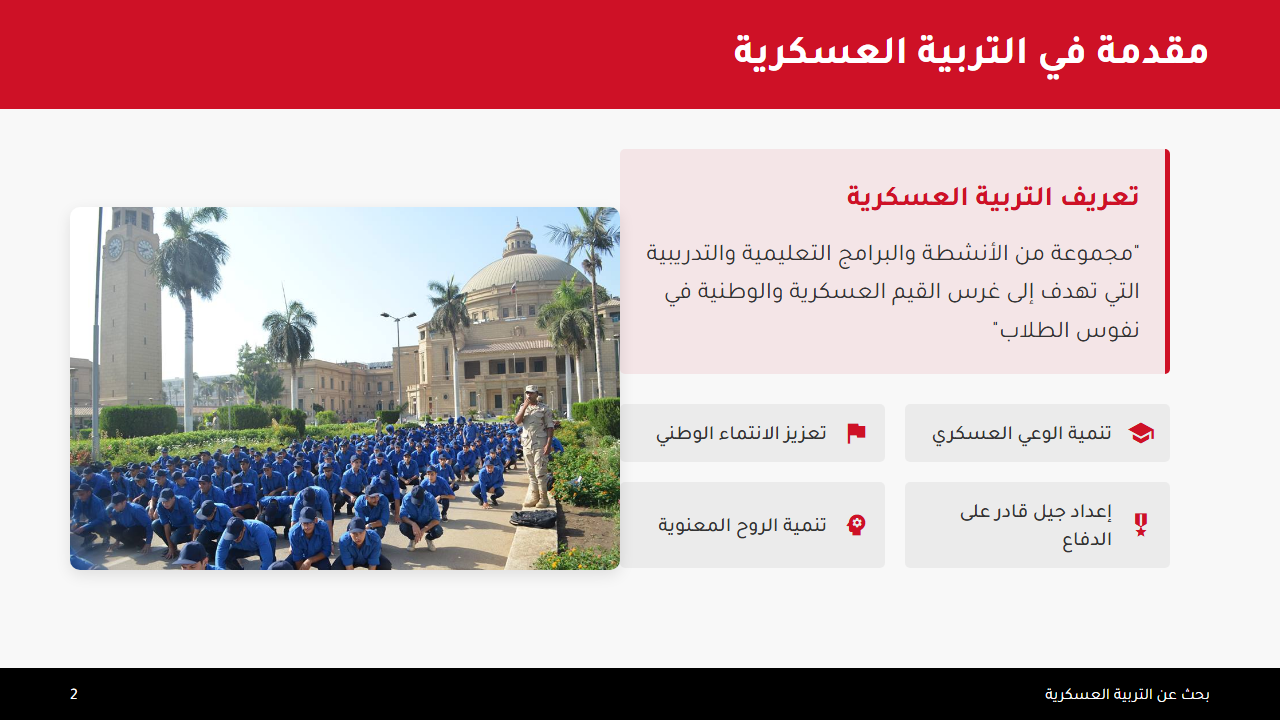 مقدمة في التربية العسكرية
تعريف التربية العسكرية
"مجموعة من الأنشطة والبرامج التعليمية والتدريبية
التي تهدف إلى غرس القيم العسكرية والوطنية في
نفوس الطلاب"
تنمية الوعي العسكري
تعزيز الانتماء الوطني
إعداد جيل قادر على
الدفاع
تنمية الروح المعنوية
بحث عن التربية العسكرية
2